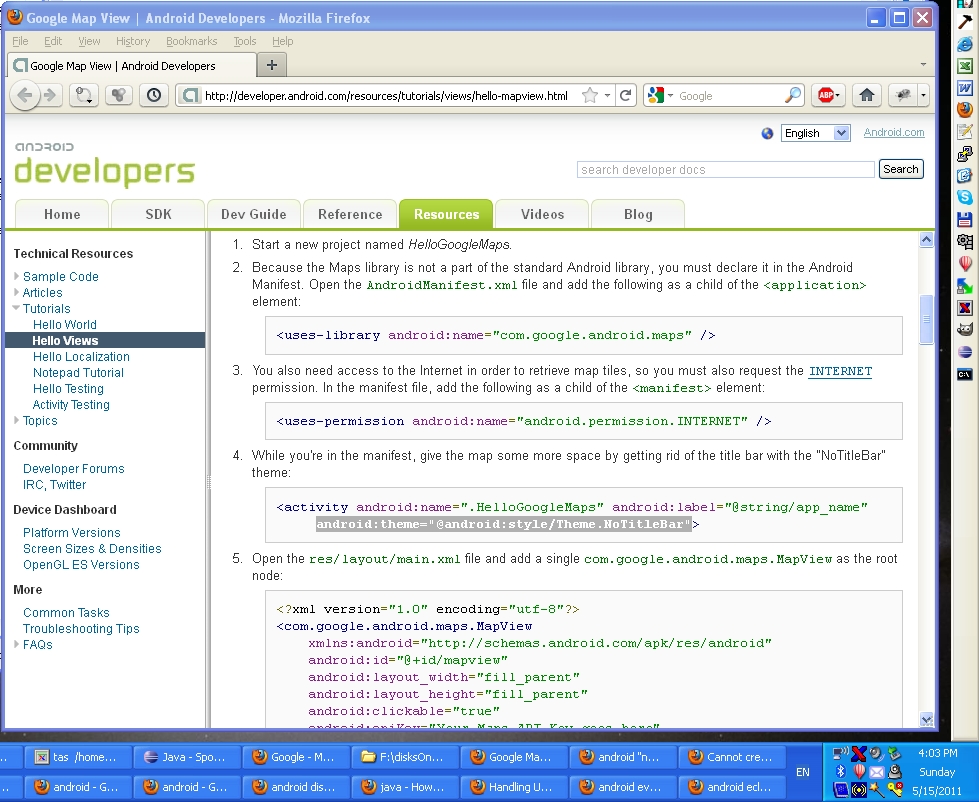 Google Map View | Android Developers - Mozilla Firefox
File Edit View History Bookmarks Tools Help
Google Map View | Android Developers
http://developer.android.com/resources/tutorials/views/hello-mapview.html Google ABP
English Android.com
android
developers
search developer docs Search
Home SDK Dev Guide Reference Resources Videos Blog
Technical Resources
Sample Code
Articles
Tutorials
Hello World
Hello Views
Hello Localization
Notepad Tutorial
Hello Testing
Activity Testing
Topics
Community
Developer Forums
IRC, Twitter
Device Dashboard
Platform Versions
Screen Sizes & Densities
OpenGL ES Versions
More
Common Tasks
Troubleshooting Tips
FAQs
1. Start a new project named HelloGoogleMaps.
2. Because the Maps library is not a part of the standard Android library, you must declare it in the Android
Manifest. Open the AndroidManifest.xml file and add the following as a child of the <application>
element:
<uses-library android:name="com.google.android.maps" />
3. You also need access to the Internet in order to retrieve map tiles, so you must also request the INTERNET
permission. In the manifest file, add the following as a child of the <manifest> element:
<uses-permission android:name="android.permission.INTERNET" />
4. While you're in the manifest, give the map some more space by getting rid of the title bar with the "NoTitleBar"
theme:
<activity android:name=".HelloGoogleMaps" android:label="@string/app_name"
android:theme="@android:style/Theme.NoTitleBar">
5. Open the res/layout/main.xml file and add a single com.google.android.maps.MapView as the root
node:
<?xml version="1.0" encoding="utf-8"?>
<com.google.android.maps.MapView
xmlns:android="http://schemas.android.com/apk/res/android"
android:id="@+id/mapview"
android:layout_width="fill_parent"
android:layout_height="fill_parent"
android:clickable="true"
android:apiKey="Your Maps API Key goes here"
... tas /home... Java - Spo... Google - M... F:\disksOn... Google Ma... android "n... Cannot cre...
... android - G... android - G... android dis... java - How... Handling U... android ev... android ecl...
EN
4:03 PM
Sunday
5/15/2011